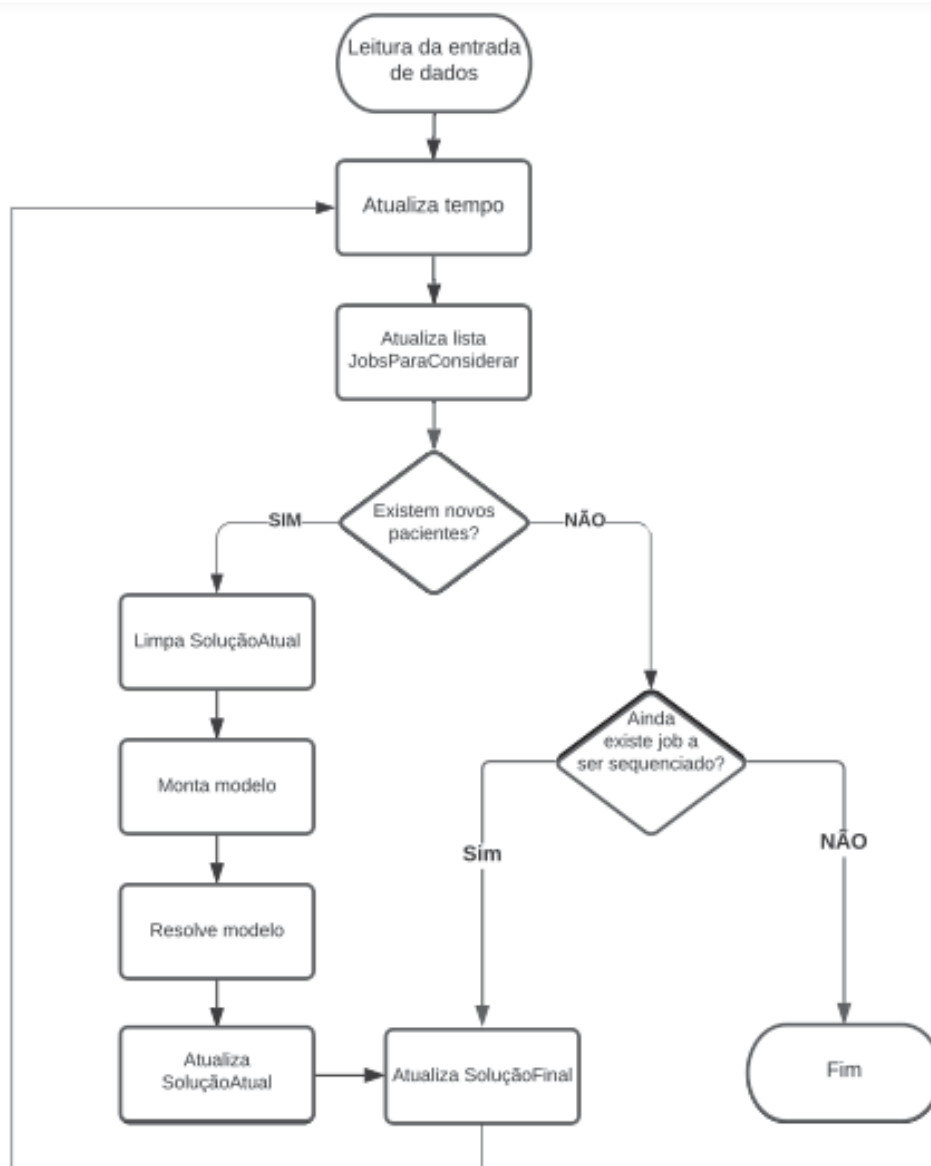 Leitura da entrada
de dados
Atualiza tempo
Atualiza lista
JobsParaConsiderar
Existem novos
pacientes?
SIM
NÃO
Limpa SoluçãoAtual
Monta modelo
Resolve modelo
Atualiza
SoluçãoAtual
Ainda
existe job a
ser sequenciado?
Sim
NÃO
Atualiza SoluçãoFinal
Fim